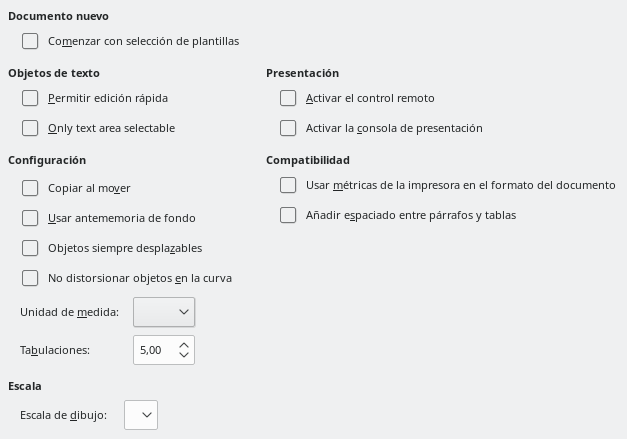 Documento nuevo
Comenzar con selección de plantillas
Objetos de texto
Permitir edición rápida
Only text area selectable
Presentación
Activar el control remoto
Activar la consola de presentación
Configuración
Copiar al mover
Usar antememoria de fondo
Objetos siempre desplazables
No distorsionar objetos en la curva
Unidad de medida:
Tabulaciones: 5,00
Compatibilidad
Usar métricas de la impresora en el formato del documento
Añadir espaciado entre párrafos y tablas
Escala
Escala de dibujo: